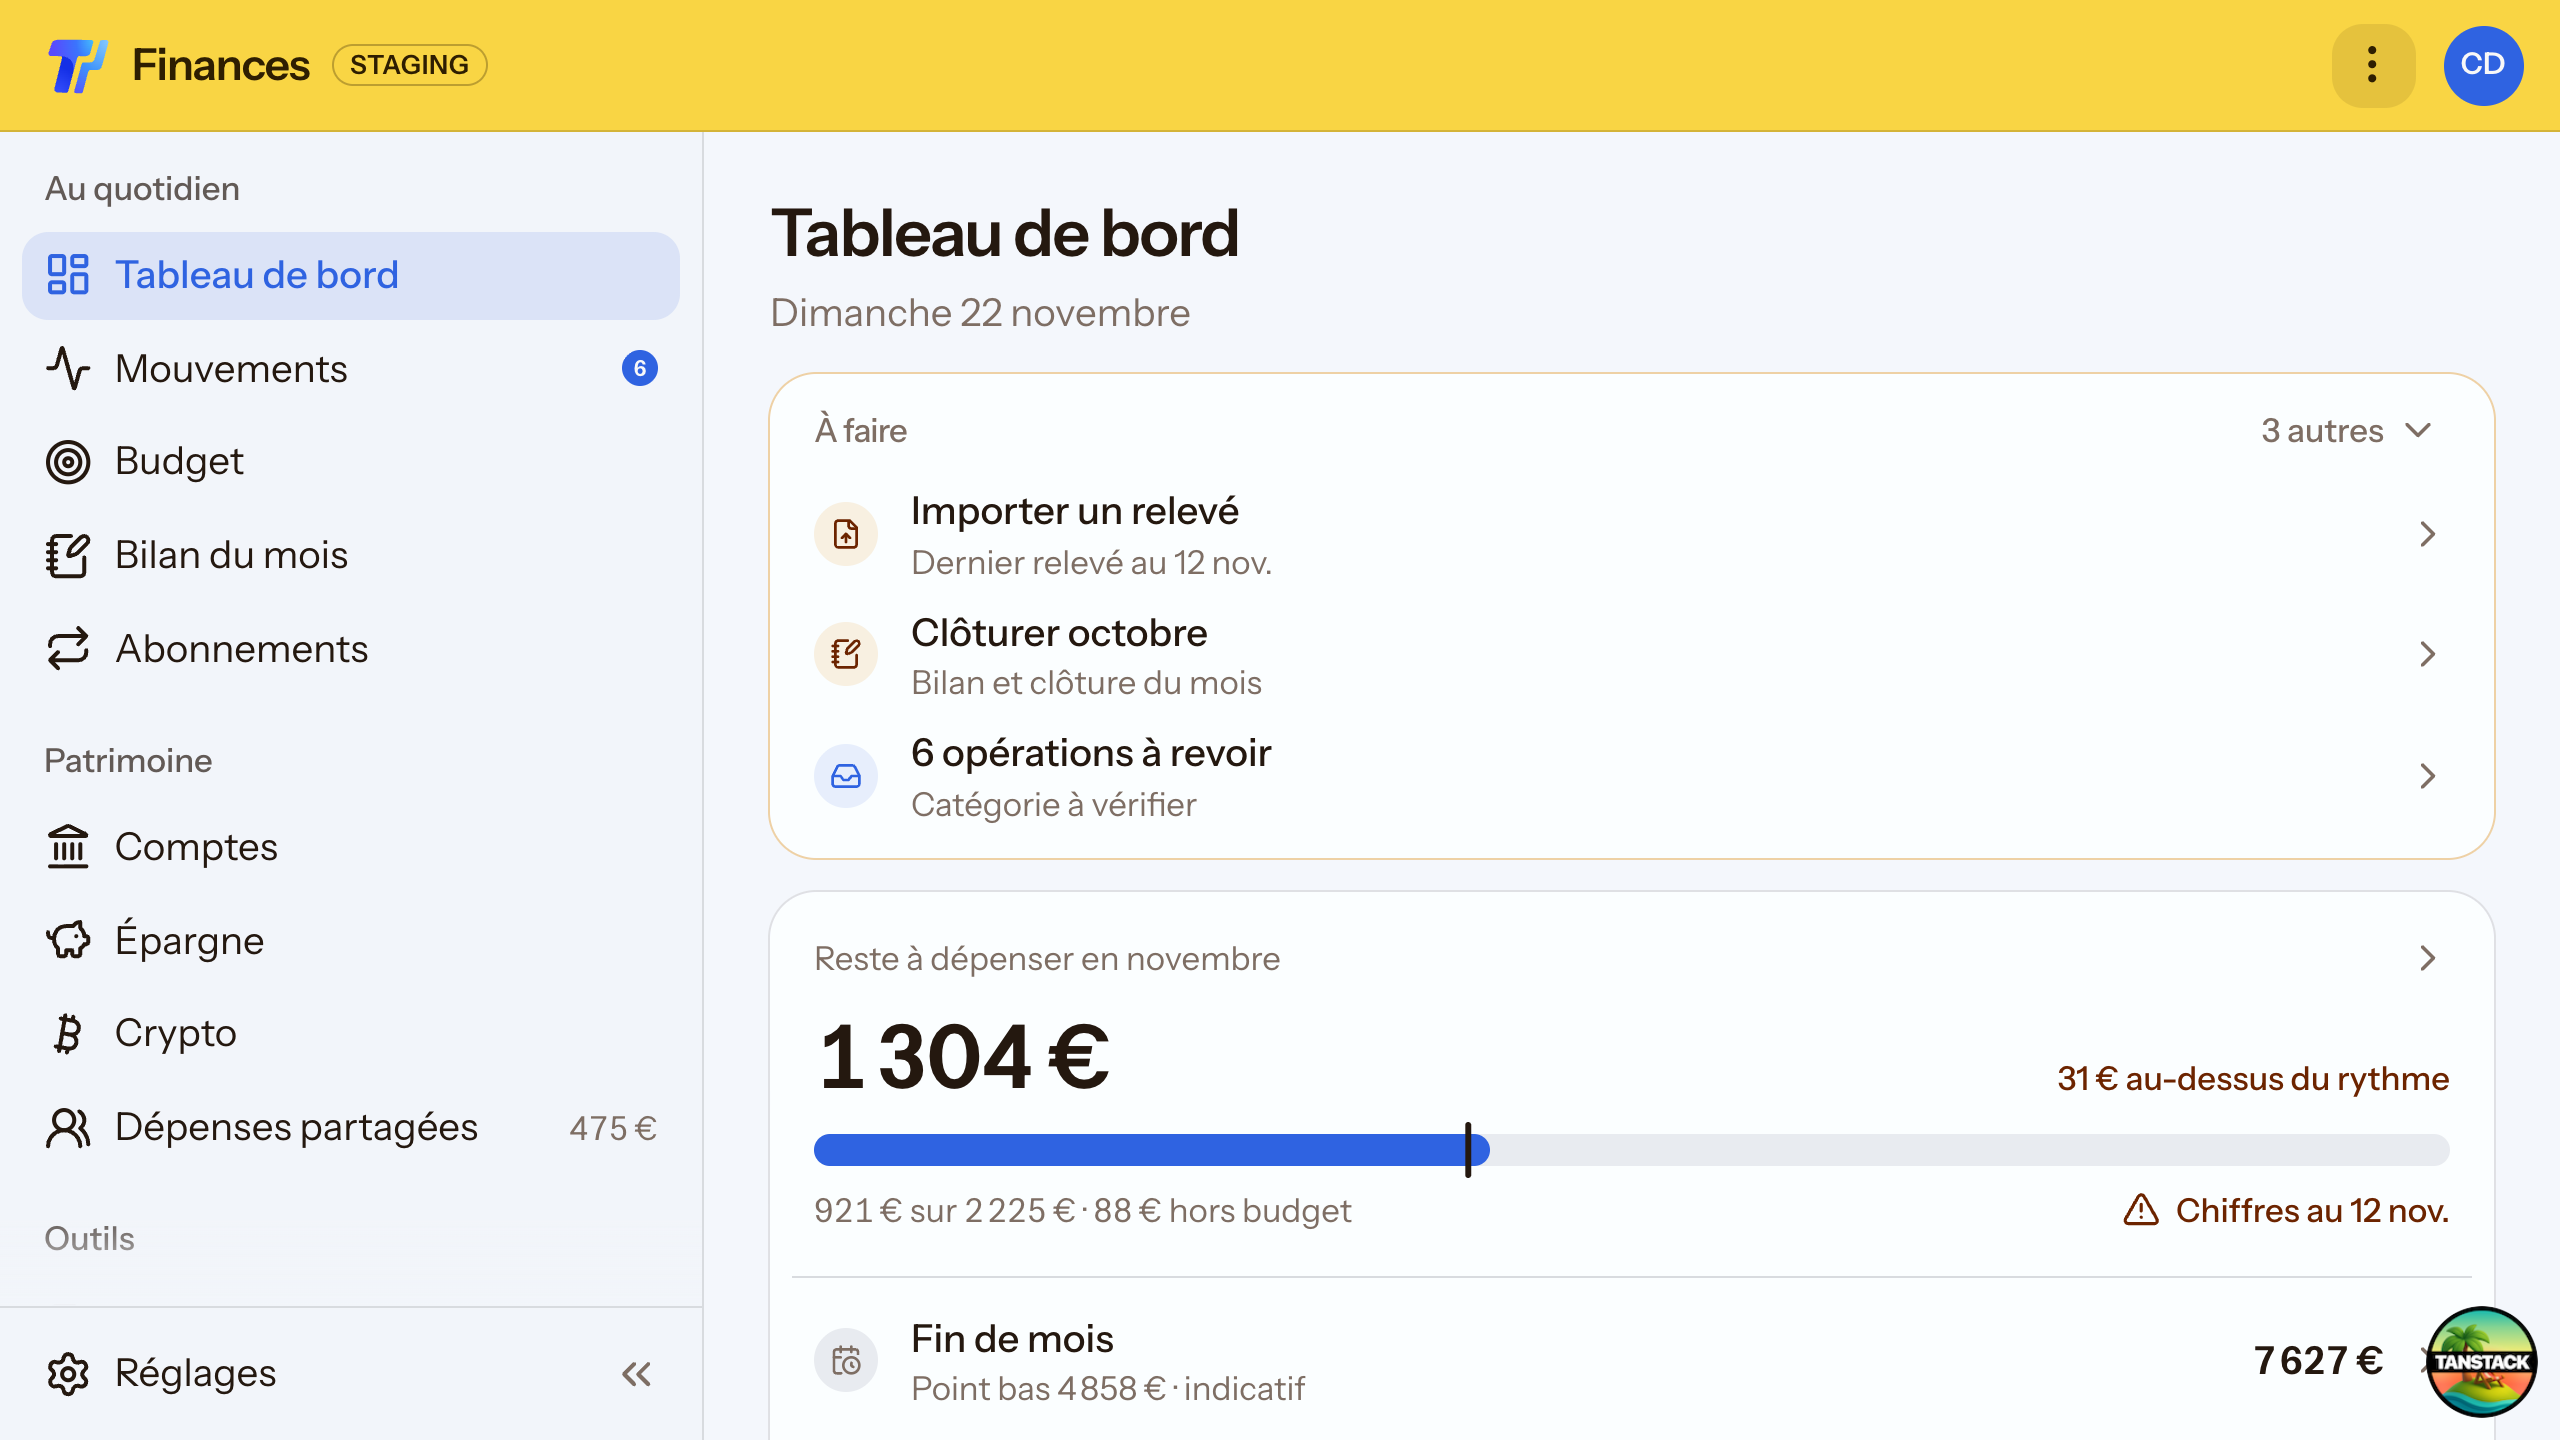 Finances
STAGING
CD
Au quotidien
Tableau de bord
Mouvements
6
Budget
Bilan du mois
Abonnements
Patrimoine
Comptes
Épargne
Crypto
Dépenses partagées
475 €
Outils
Réglages
Tableau de bord
Dimanche 22 novembre
À faire
3 autres
Importer un relevé
Dernier relevé au 12 nov.
Clôturer octobre
Bilan et clôture du mois
6 opérations à revoir
Catégorie à vérifier
Reste à dépenser en novembre
1 304 €
31 € au-dessus du rythme
921 € sur 2 225 € · 88 € hors budget
Chiffres au 12 nov.
Fin de mois
7 627 €
Point bas 4 858 € · indicatif
TANSTACK